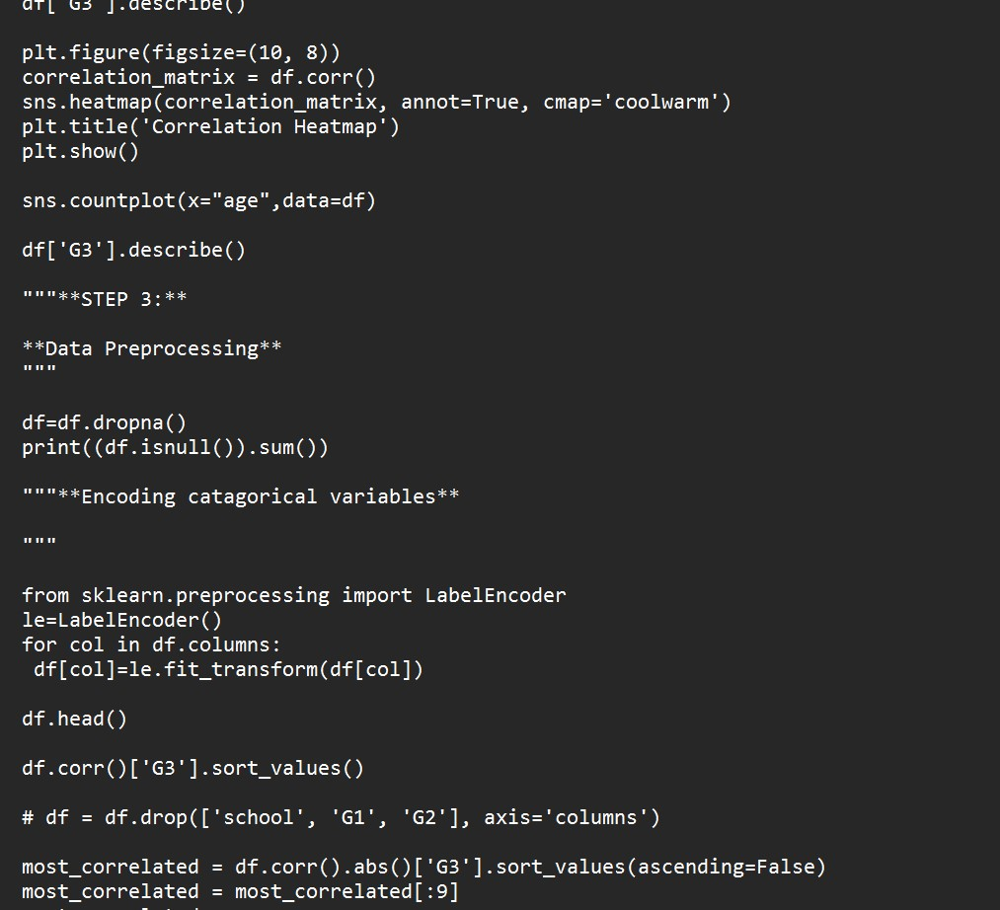 df['G3'].describe()
plt.figure(figsize=(10, 8))
correlation_matrix = df.corr()
sns.heatmap(correlation_matrix, annot=True, cmap='coolwarm')
plt.title('Correlation Heatmap')
plt.show()
sns.countplot(x="age",data=df)
df['G3'].describe()
"""**STEP 3:**
**Data Preprocessing**
"""
df=df.dropna()
print((df.isnull()).sum())
"""**Encoding catagorical variables**
"""
from sklearn.preprocessing import LabelEncoder
le=LabelEncoder()
for col in df.columns:
 df[col]=le.fit_transform(df[col])
df.head()
df.corr()['G3'].sort_values()
# df = df.drop(['school', 'G1', 'G2'], axis='columns')
most_correlated = df.corr().abs()['G3'].sort_values(ascending=False)
most_correlated = most_correlated[:9]